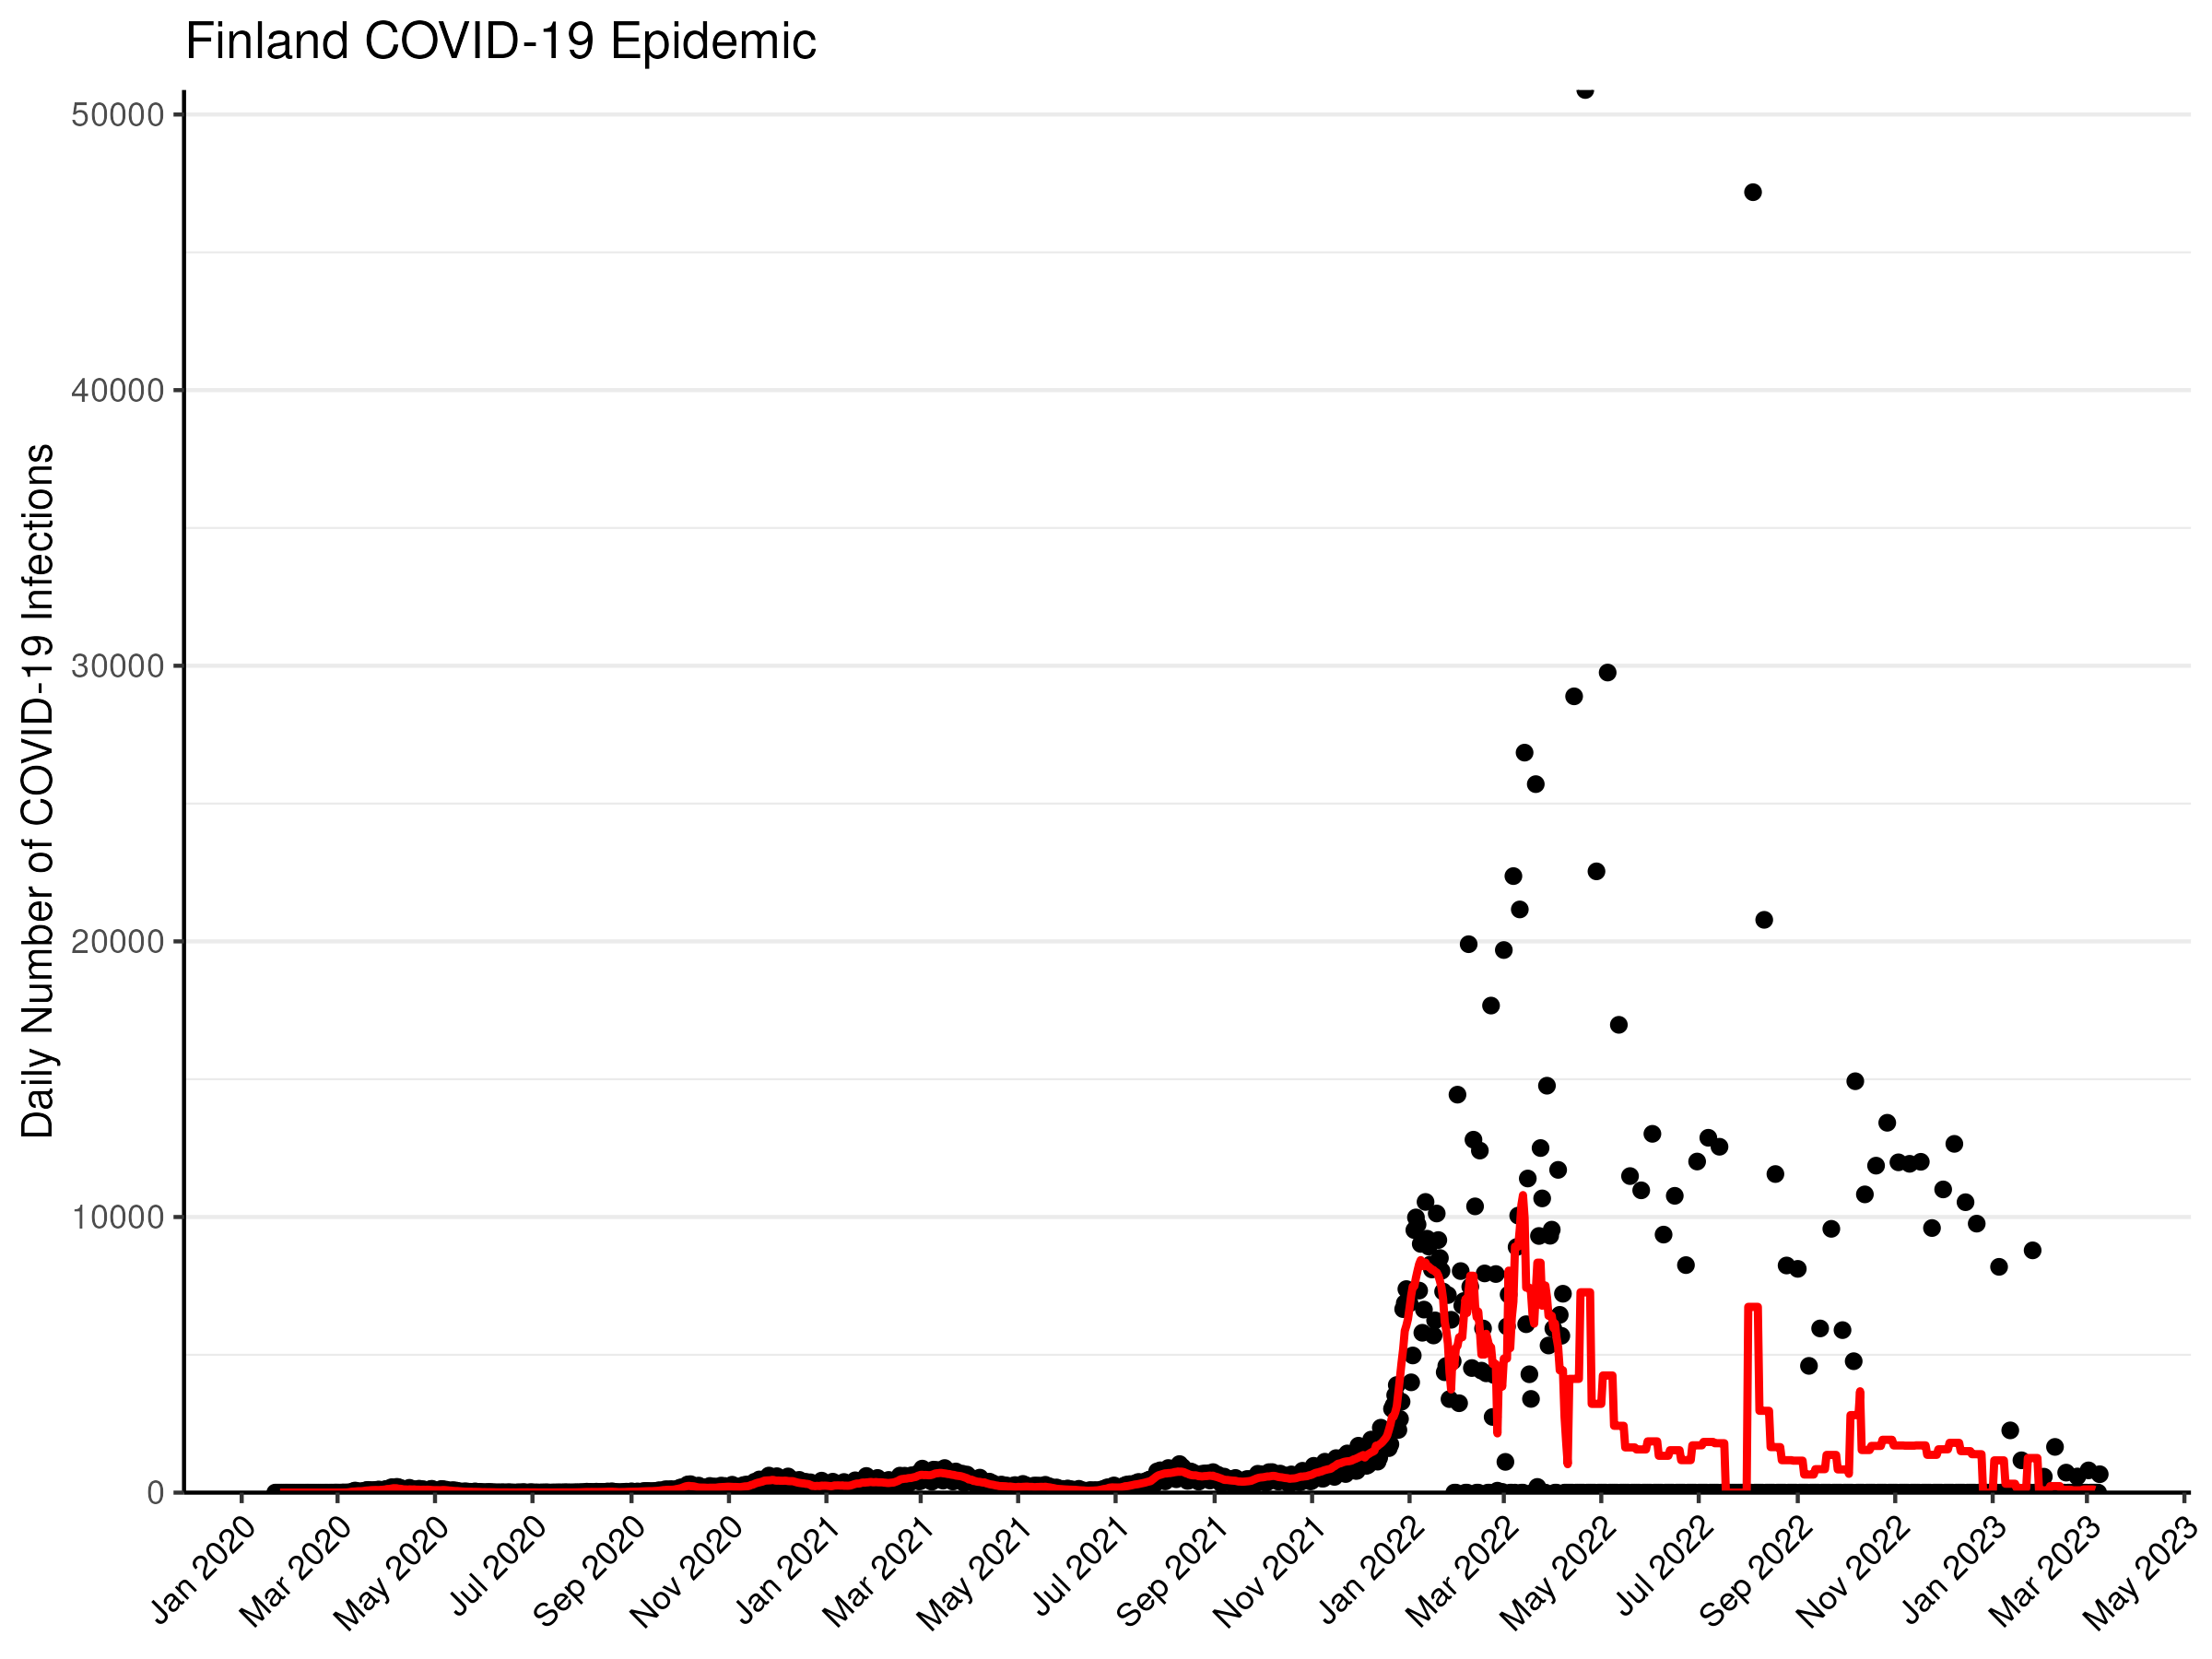 Finland COVID-19 Epidemic
Daily Number of COVID-19 Infections
50000
40000
30000
20000
10000
0
Jan 2020
Mar 2020
May 2020
Jul 2020
Sep 2020
Nov 2020
Jan 2021
Mar 2021
May 2021
Jul 2021
Sep 2021
Nov 2021
Jan 2022
Mar 2022
May 2022
Jul 2022
Sep 2022
Nov 2022
Jan 2023
Mar 2023
May 2023